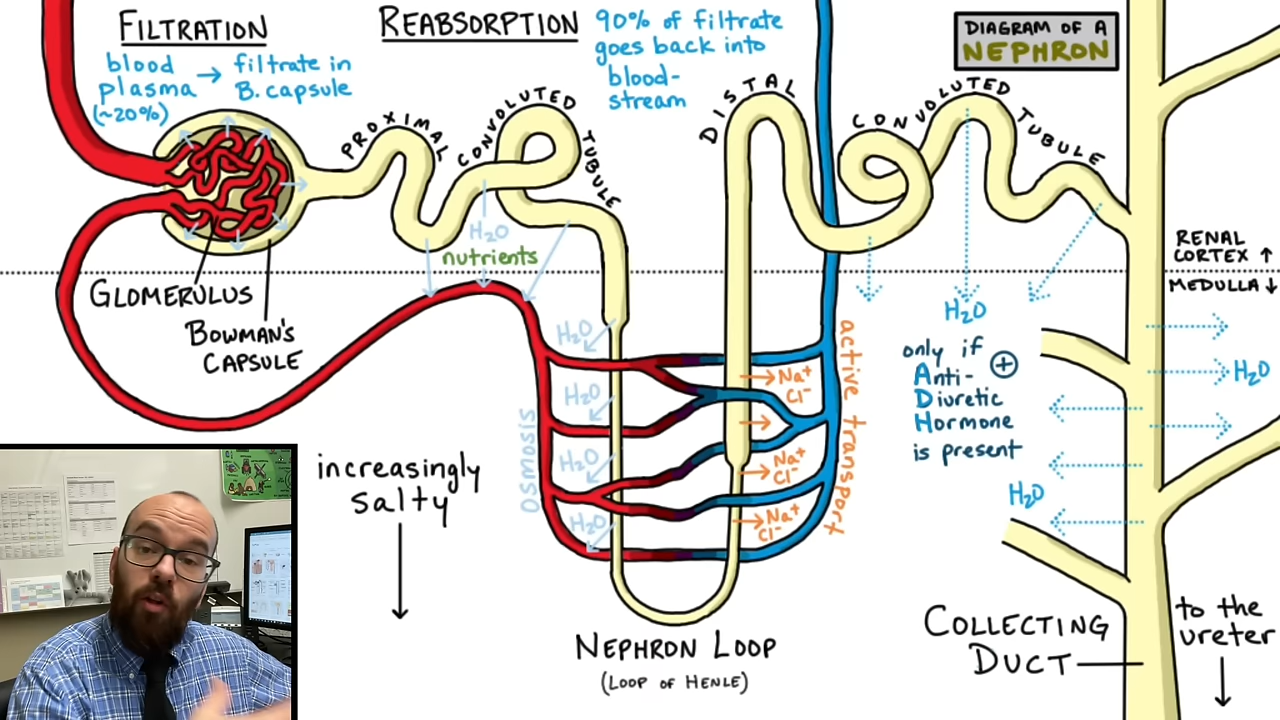 FILTRATION
blood plasma (~20%) → filtrate in B. capsule
REABSORPTION
90% of filtrate
goes back into
blood-
stream
DIAGRAM OF A
NEPHRON
PROXIMAL CONVOLUTED TUBULE
DISTAL CONVOLUTED TUBULE
H₂O
nutrients
GLOMERULUS
BOWMAN'S
CAPSULE
RENAL
CORTEX ↑
MEDULLA ↓
OSMOSIS
H₂O
H₂O
H₂O
H₂O
Na⁺
Cl⁻
Na⁺
Cl⁻
Na⁺
Cl⁻
active transport
H₂O
only if +
Anti-
Diuretic
Hormone
is present
H₂O
H₂O
increasingly
salty
NEPHRON LOOP
(LOOP OF HENLE)
COLLECTING
DUCT
to the
ureter